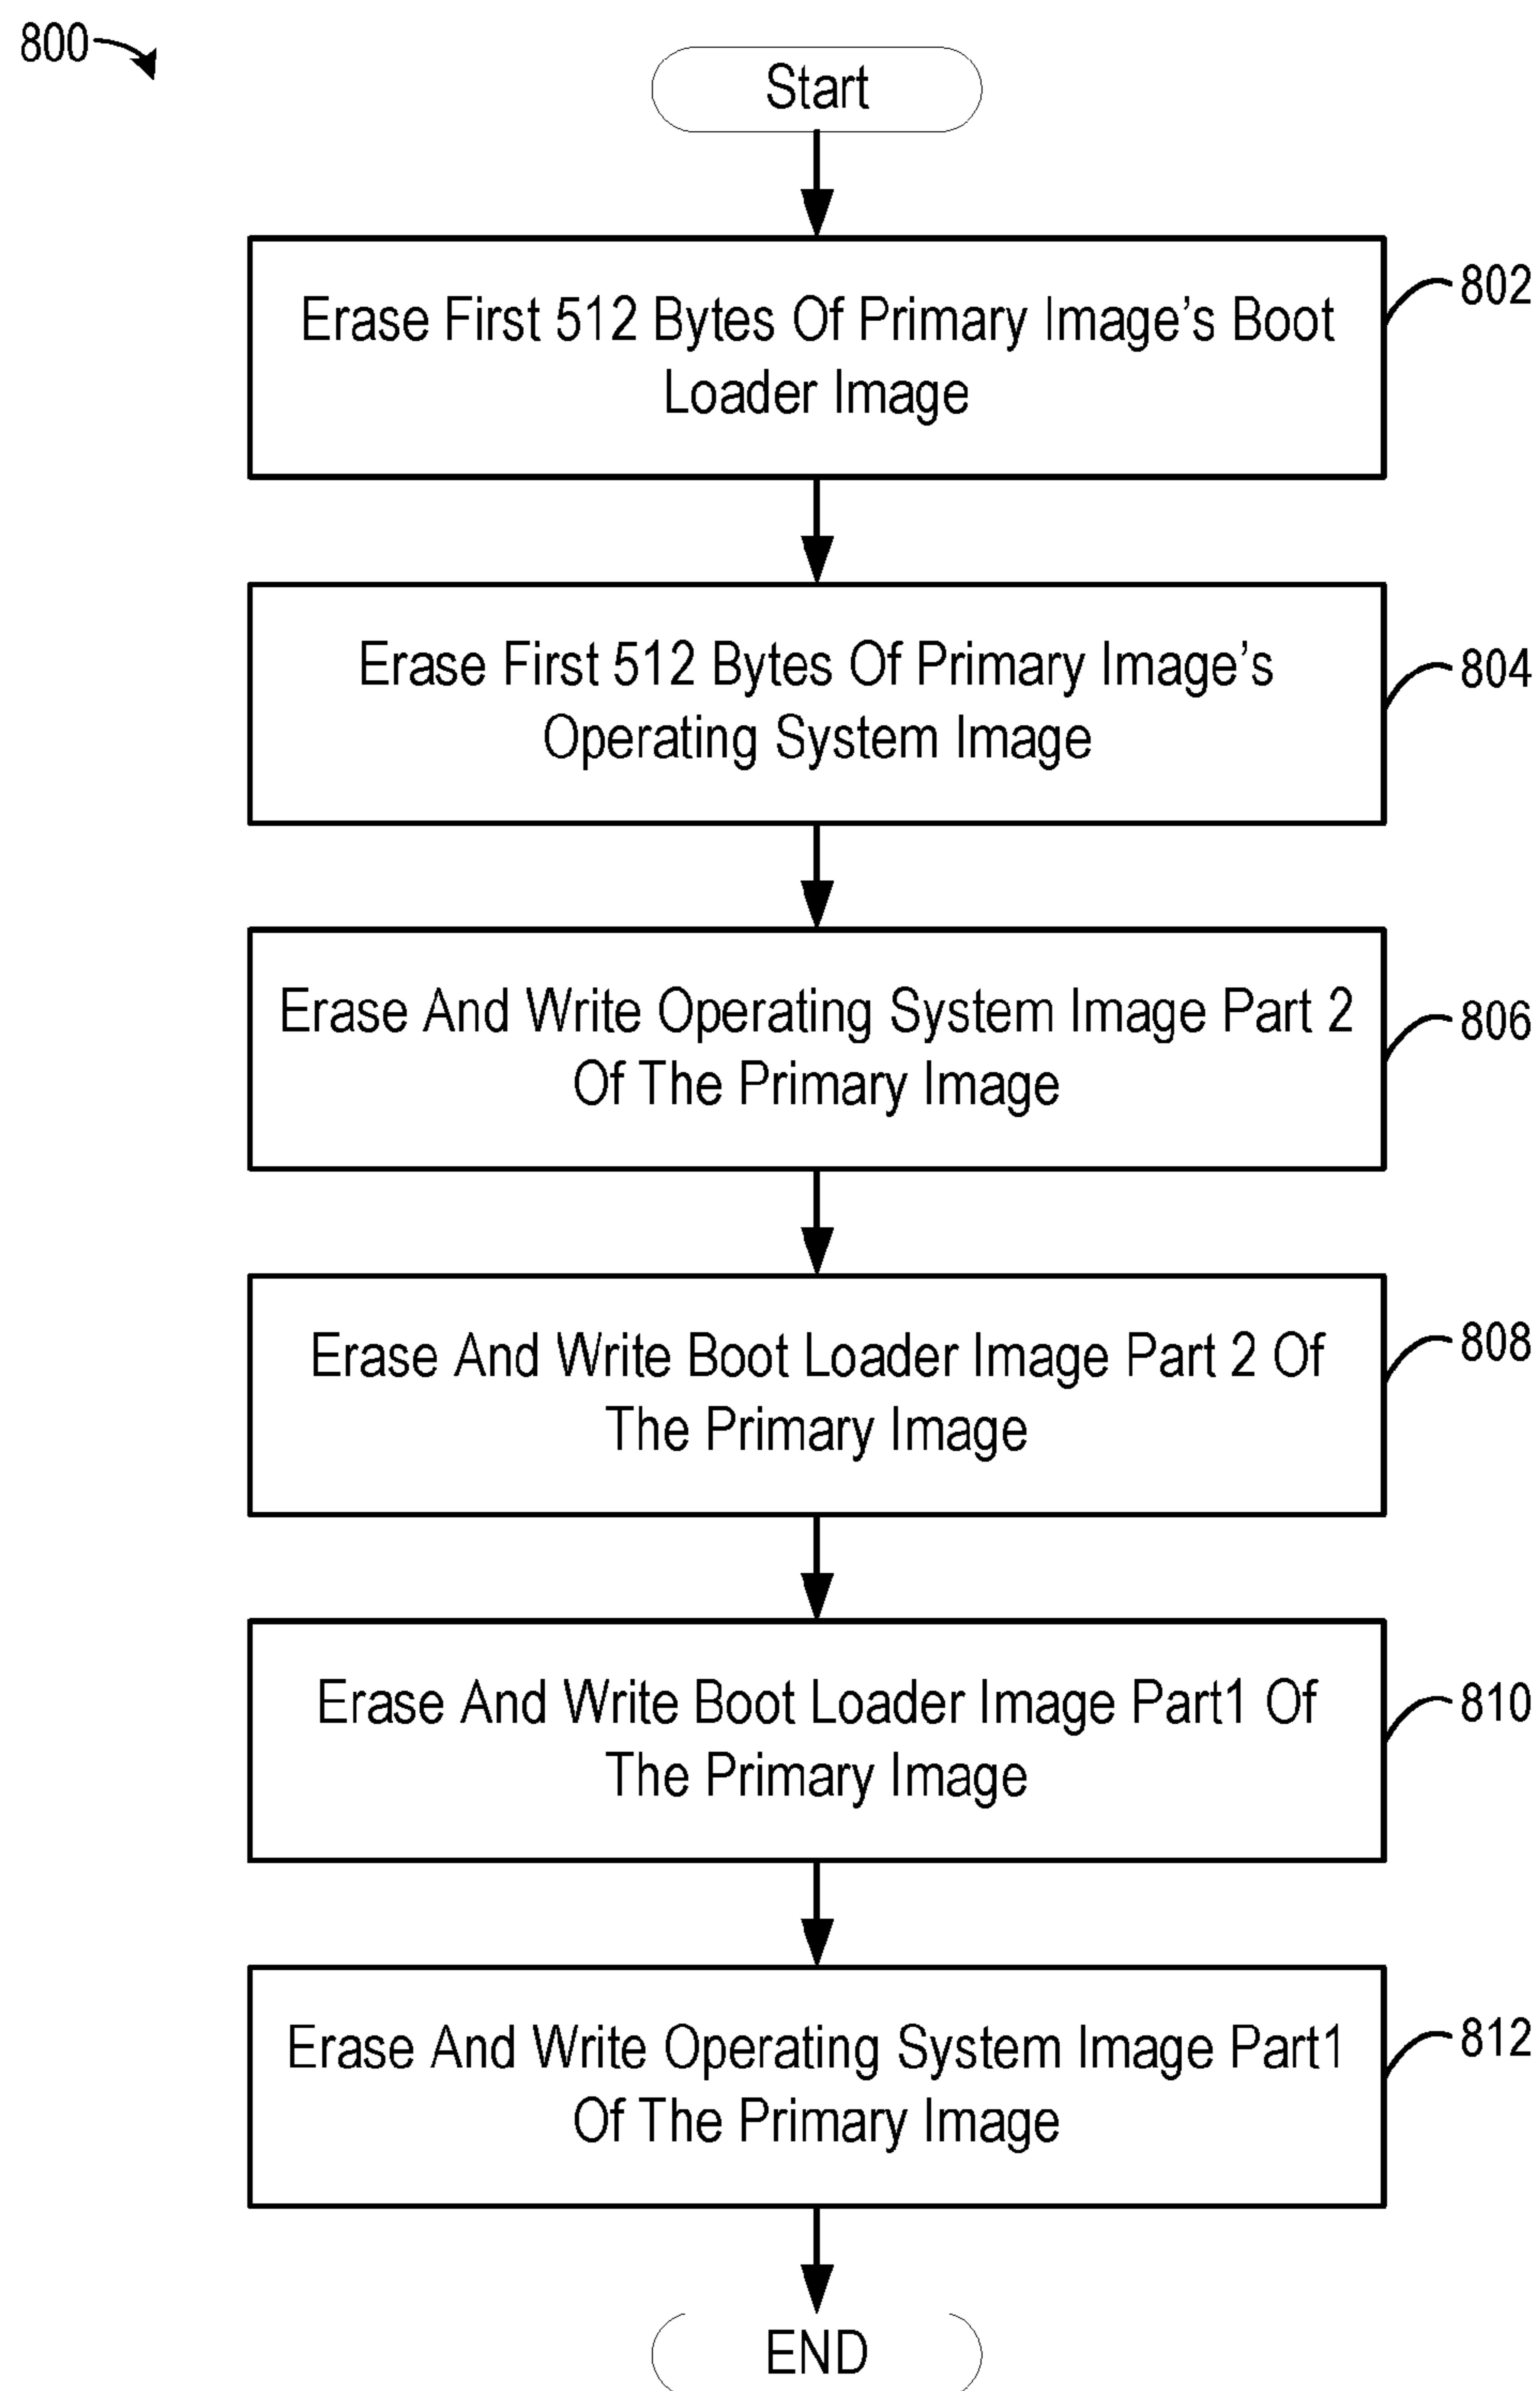 800
Start
Erase First 512 Bytes Of Primary Image’s Boot
Loader Image
802
Erase First 512 Bytes Of Primary Image’s
Operating System Image
804
Erase And Write Operating System Image Part 2
Of The Primary Image
806
Erase And Write Boot Loader Image Part 2 Of
The Primary Image
808
Erase And Write Boot Loader Image Part1 Of
The Primary Image
810
Erase And Write Operating System Image Part1
Of The Primary Image
812
END